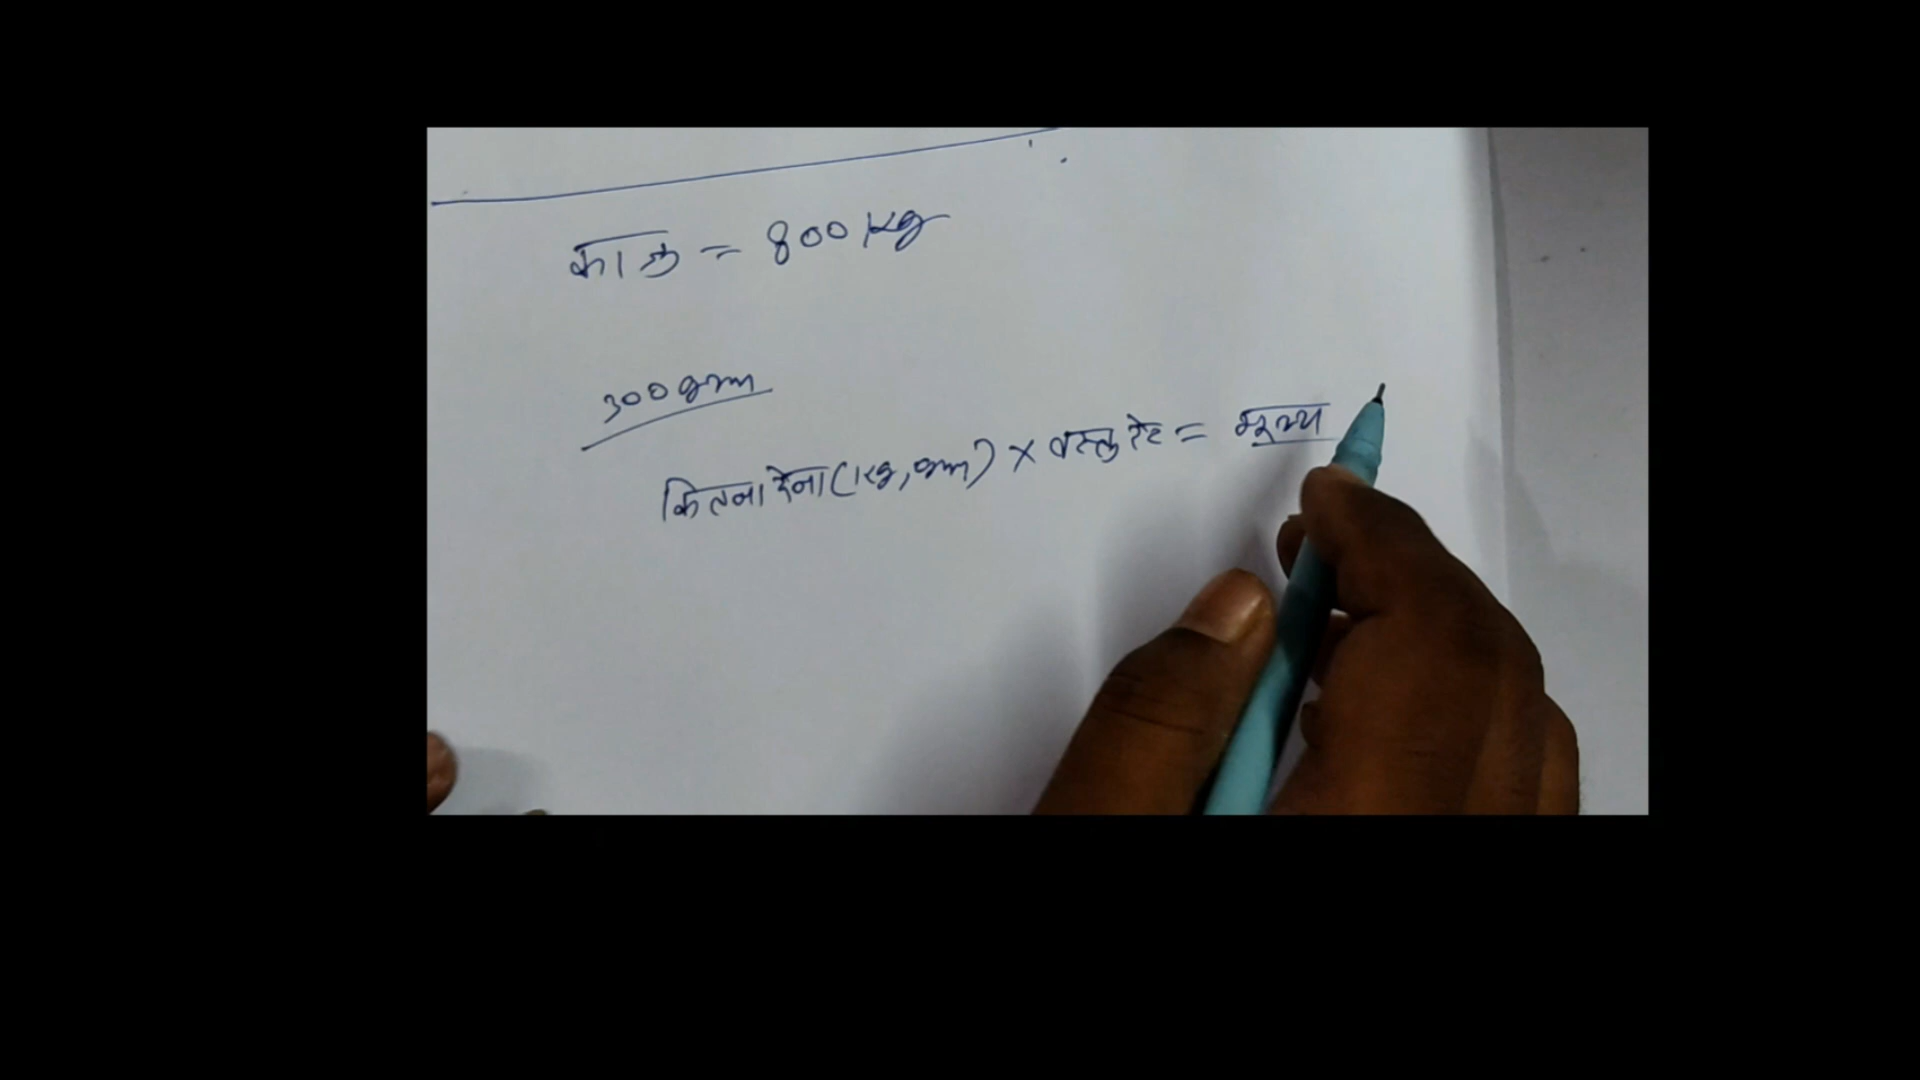 काजु = 800 kg
300 gm
कितना देना (kg, gm) × वस्तु रेट = मूल्य